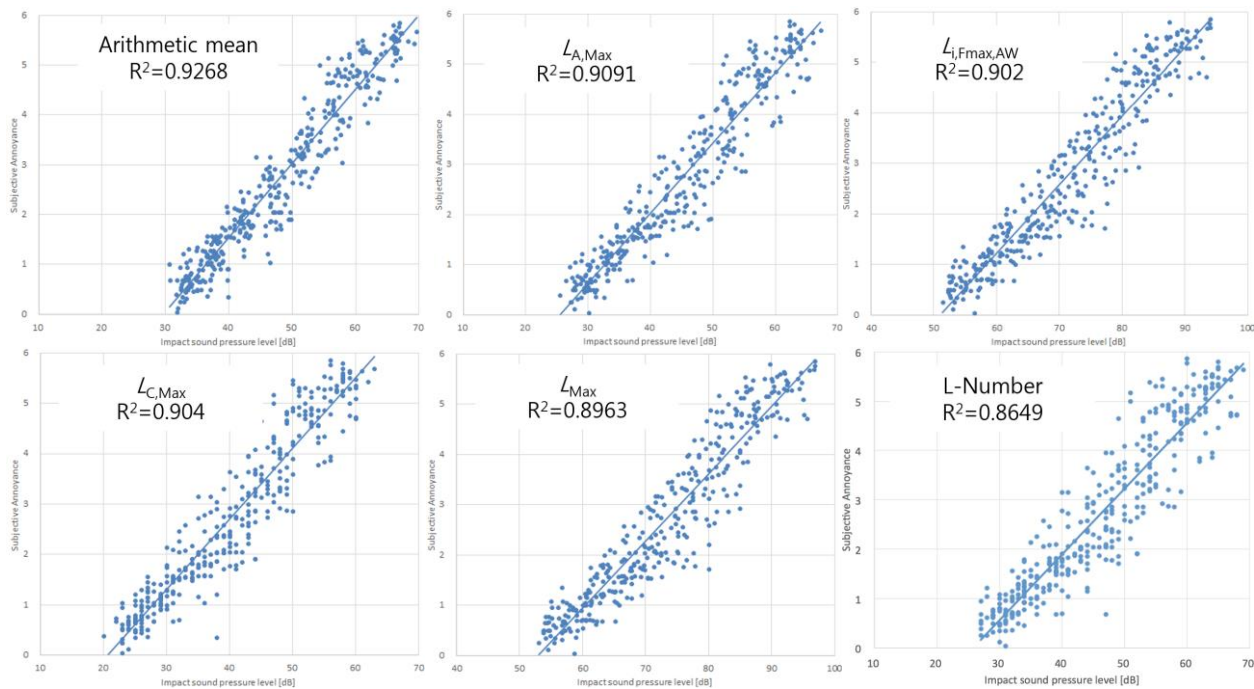 Arithmetic mean
R²=0.9268
Subjective Annoyance
6
5
4
3
2
1
0
10 20 30 40 50 60 70
Impact sound pressure level [dB]
L A,Max
R²=0.9091
Subjective Annoyance
6
5
4
3
2
1
0
10 20 30 40 50 60 70
Impact sound pressure level [dB]
L i,Fmax,AW
R²=0.902
Subjective Annoyance
6
5
4
3
2
1
0
40 50 60 70 80 90 100
Impact sound pressure level [dB]
L C,Max
R²=0.904
Subjective Annoyance
6
5
4
3
2
1
0
10 20 30 40 50 60 70
Impact sound pressure level [dB]
L Max
R²=0.8963
Subjective Annoyance
6
5
4
3
2
1
0
40 50 60 70 80 90 100
Impact sound pressure level [dB]
L-Number
R²=0.8649
Subjective Annoyance
6
5
4
3
2
1
0
10 20 30 40 50 60 70
Impact sound pressure level [dB]